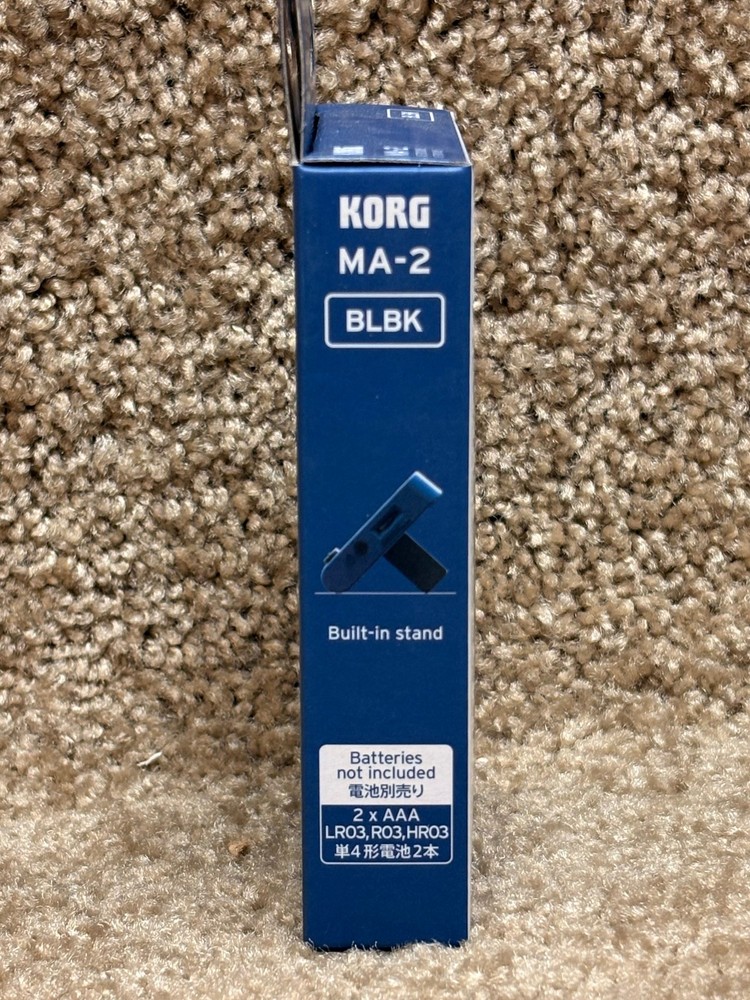 KORG
MA-2
BLBK
Built-in stand
Batteries
not included
電池別売り
2 x AAA
LR03, R03, HR03
単4形電池2本